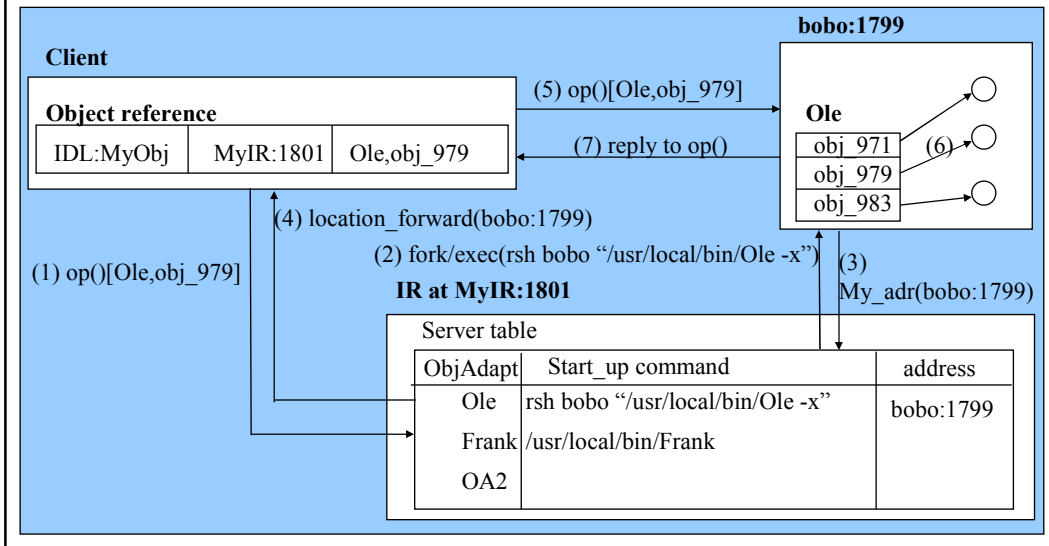 bobo:1799
Client
Object reference
IDL:MyObj MyIR:1801 Ole,obj_979
(5) op()[Ole,obj_979]
(7) reply to op()
Ole
obj_971
obj_979
obj_983
(6)
(4) location_forward(bobo:1799)
(2) fork/exec(rsh bobo “/usr/local/bin/Ole -x”)
(1) op()[Ole,obj_979]
(3)
My_adr(bobo:1799)
IR at MyIR:1801
Server table
ObjAdapt Start_up command address
Ole rsh bobo “/usr/local/bin/Ole -x” bobo:1799
Frank /usr/local/bin/Frank
OA2